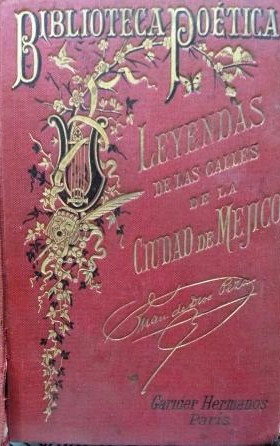 BIBLIOTECA POÉTICA
LEYENDAS
DE LAS CALLES
DE LA
CIUDAD DE MEJICO
Juan de Dios Peza
Garnier Hermanos
Paris